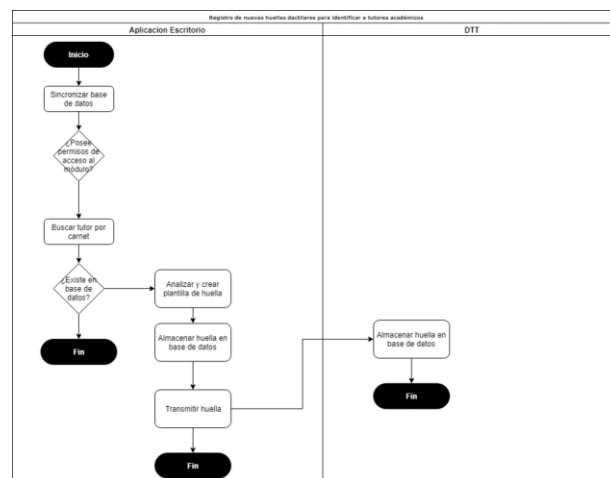 Registro de nuevas huellas dactilares para identificar a tutores académicos
Aplicacion Escritorio
DTT
Inicio
Sincronizar base
de datos
¿Posee
permisos de
acceso al
módulo?
Buscar tutor por
carnet
¿Existe en
base de
datos?
Fin
Analizar y crear
plantilla de huella
Almacenar huella en
base de datos
Transmitir huella
Fin
Almacenar huella en
base de datos
Fin